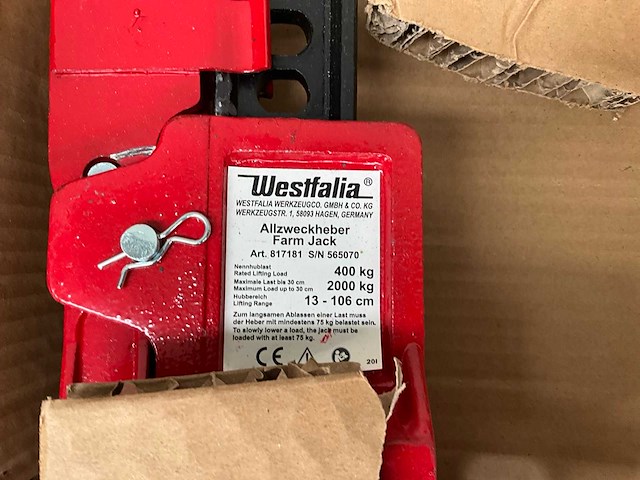 Westfalia®
WESTFALIA WERKZEUGCO. GMBH & CO. KG
WERKZEUGSTR. 1, 58093 HAGEN, GERMANY
Allzweckheber
Farm Jack
Art. 817181 S/N 565070
Nennhublast
Rated Lifting Load 400 kg
Maximale Last bis 30 cm
Maximum Load up to 30 cm 2000 kg
Hubbereich
Lifting Range 13 - 106 cm
Zum langsamen Ablassen einer Last muss
der Heber mit mindestens 75 kg belastet sein.
To slowly lower a load, the jack must be
loaded with at least 75 kg.
CE